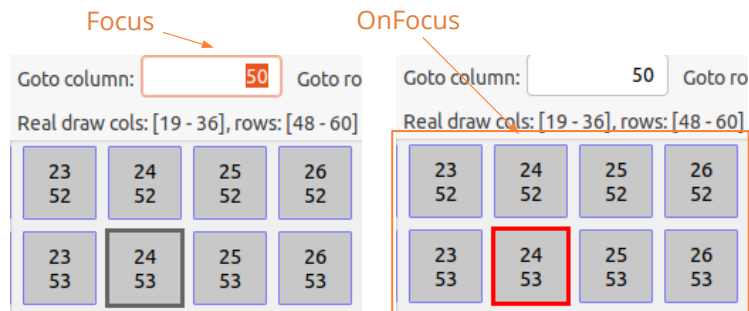 Focus
OnFocus
Goto column: 50 Goto ro
Real draw cols: [19 - 36], rows: [48 - 60]
23 24 25 26
52 52 52 52
23 24 25 26
53 53 53 53
Goto column: 50 Goto ro
Real draw cols: [19 - 36], rows: [48 - 60]
23 24 25 26
52 52 52 52
23 24 25 26
53 53 53 53